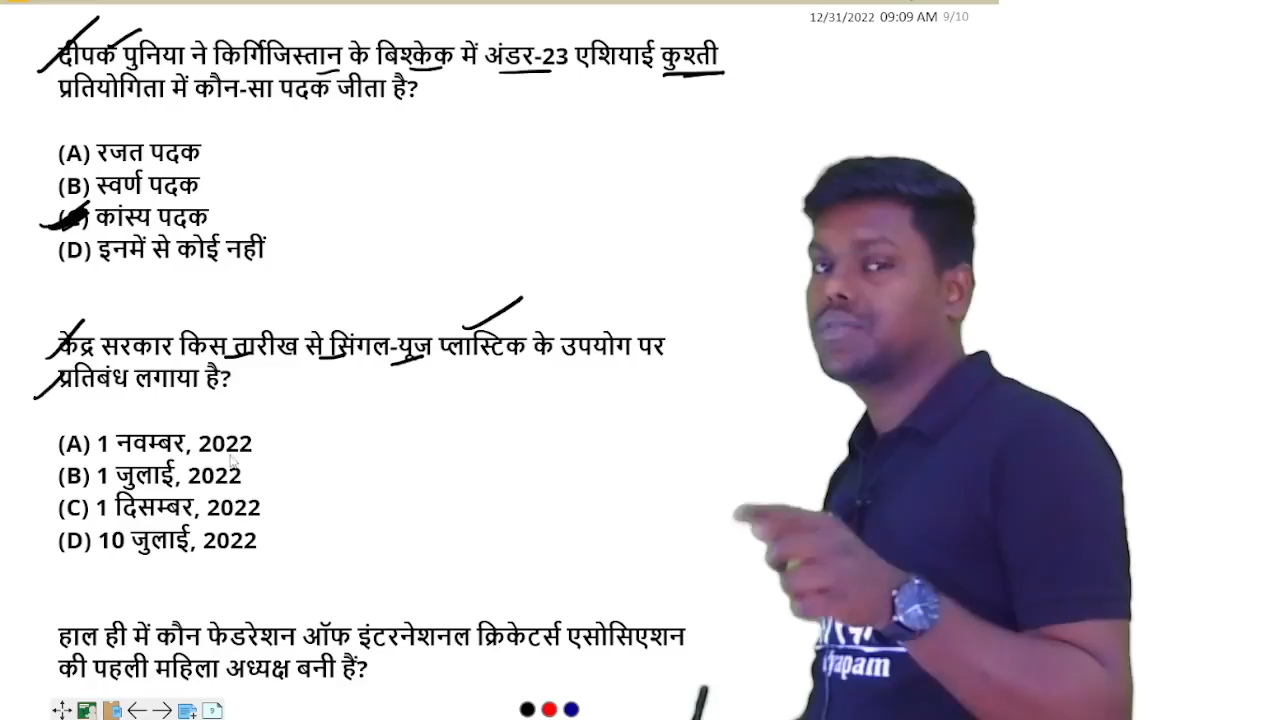 12/31/2022 09:09 AM 9/10
दीपक पुनिया ने किर्गिजिस्तान के बिश्केक में अंडर-23 एशियाई कुश्ती
प्रतियोगिता में कौन-सा पदक जीता है?
(A) रजत पदक
(B) स्वर्ण पदक
कांस्य पदक
(D) इनमें से कोई नहीं
केंद्र सरकार किस तारीख से सिंगल-यूज प्लास्टिक के उपयोग पर
प्रतिबंध लगाया है?
(A) 1 नवम्बर, 2022
(B) 1 जुलाई, 2022
(C) 1 दिसम्बर, 2022
(D) 10 जुलाई, 2022
हाल ही में कौन फेडरेशन ऑफ इंटरनेशनल क्रिकेटर्स एसोसिएशन
की पहली महिला अध्यक्ष बनी हैं?
yapam
9